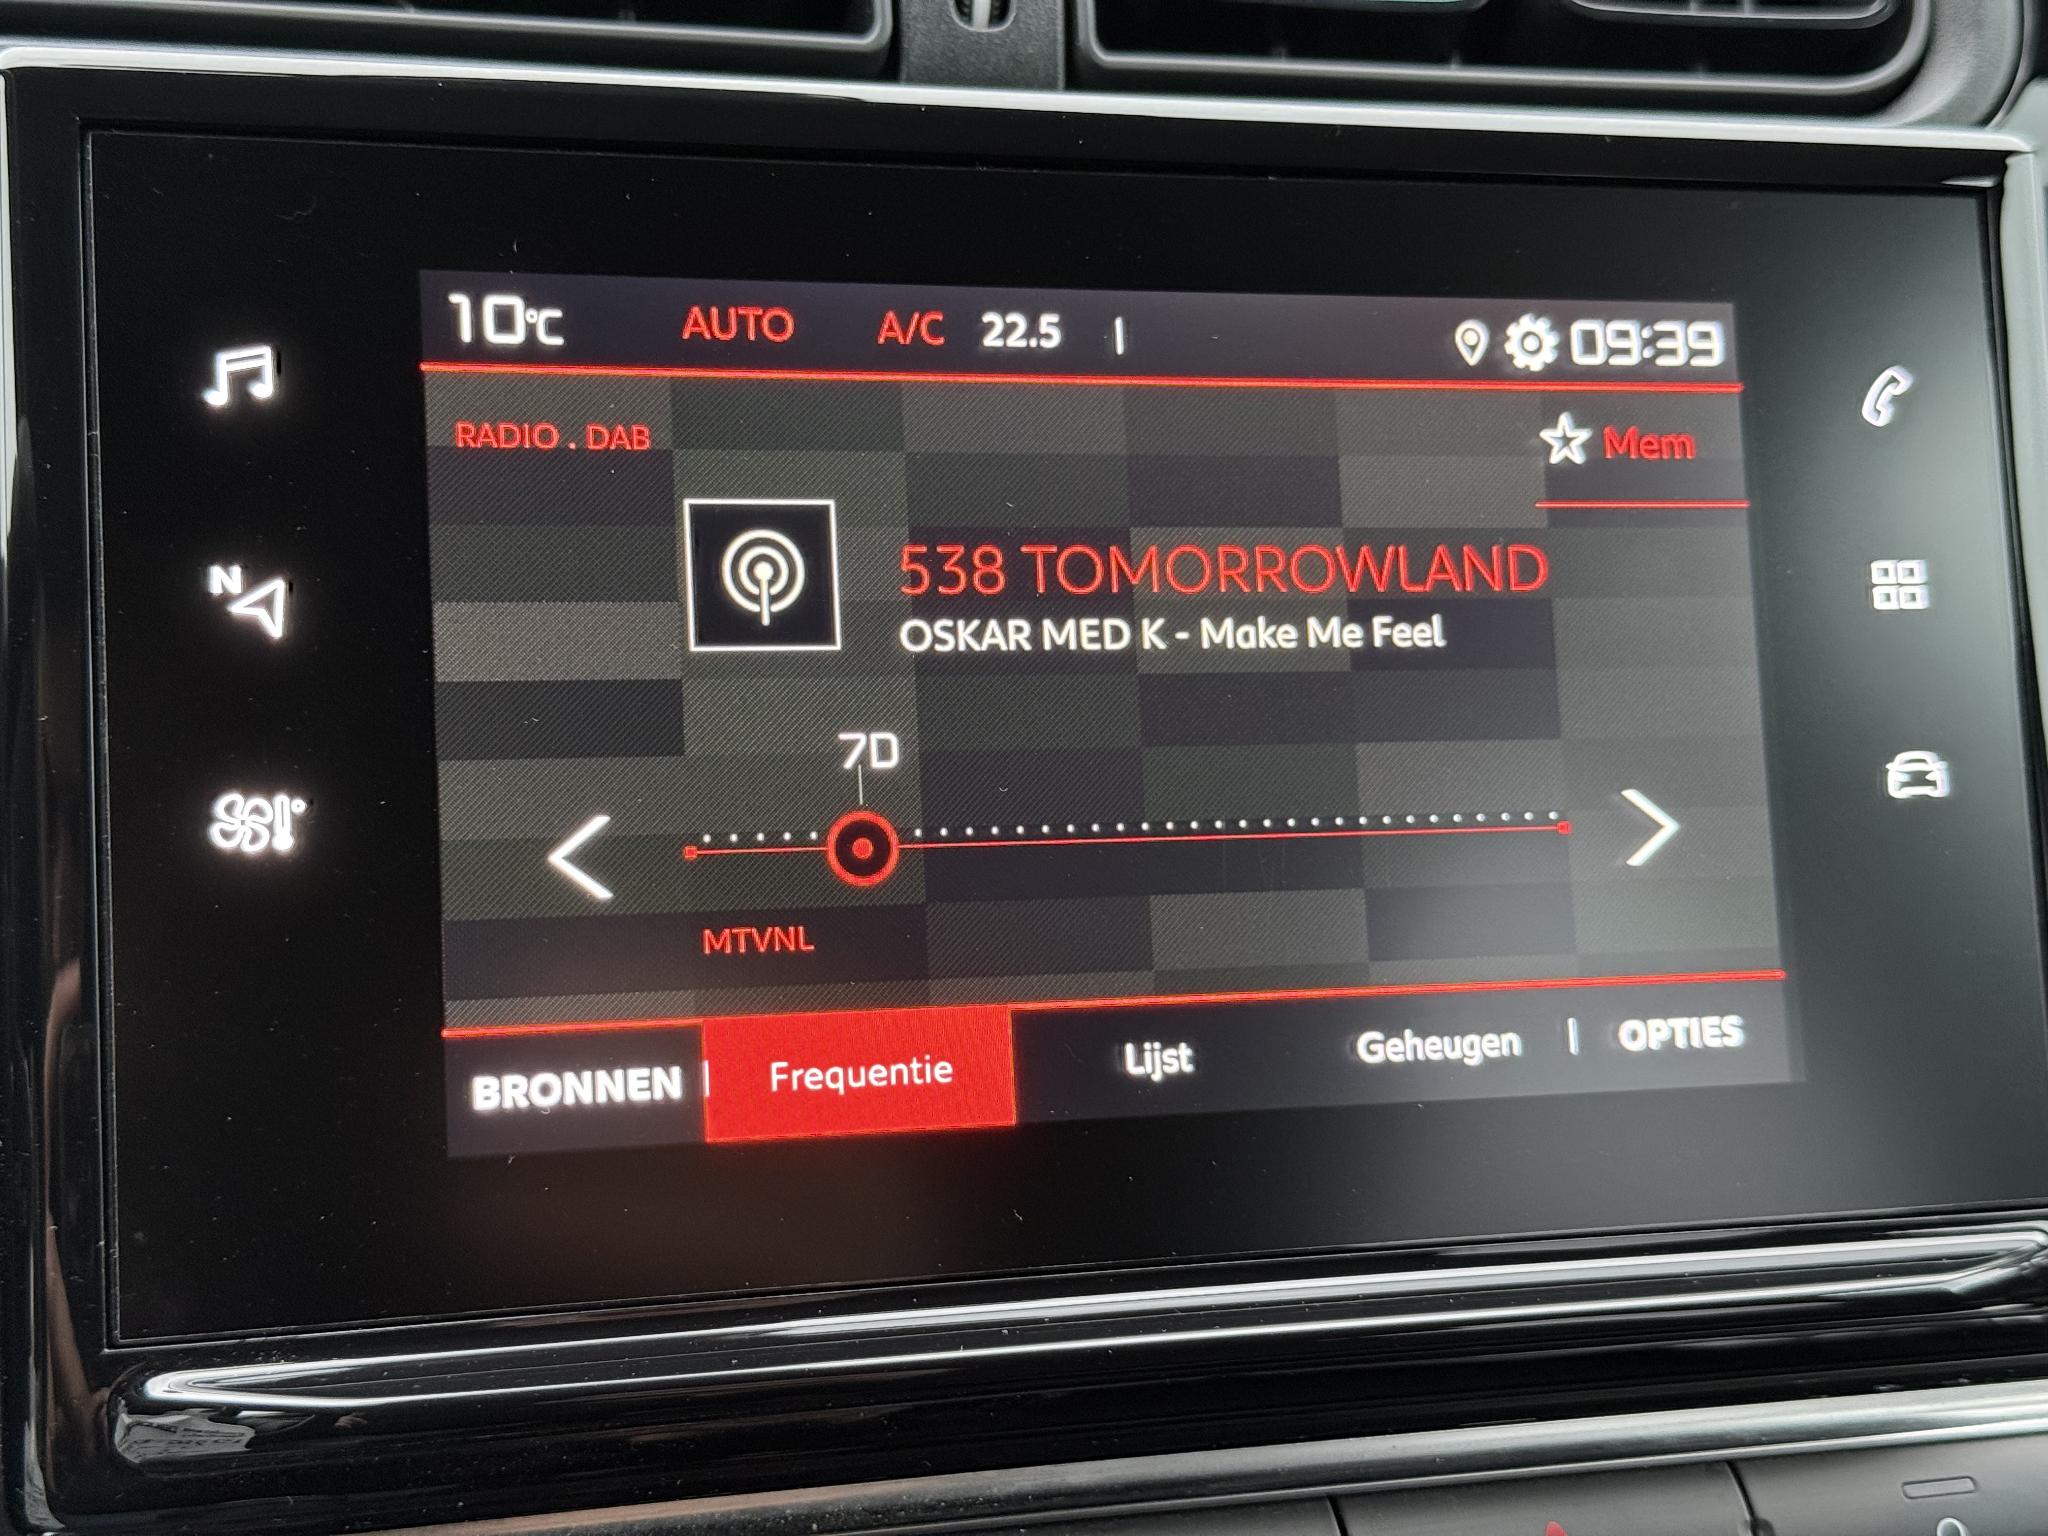 10°C AUTO A/C 22.5 09:39
RADIO . DAB
Mem
538 TOMORROWLAND
OSKAR MED K - Make Me Feel
N
7D
MTVNL
BRONNEN Frequentie Lijst Geheugen OPTIES